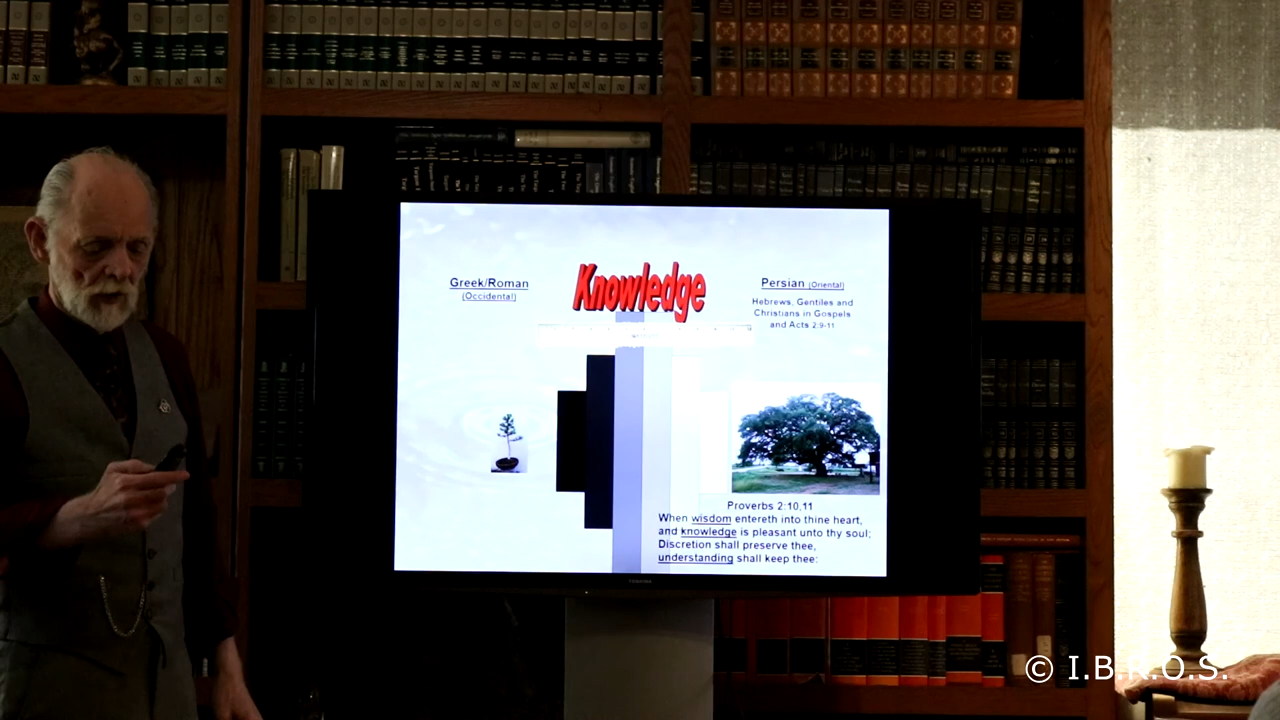 Knowledge
Greek/Roman
(Occidental)
Persian (Oriental)
Hebrews, Gentiles and
Christians in Gospels
and Acts 2:9-11
Proverbs 2:10,11
When wisdom entereth into thine heart,
and knowledge is pleasant unto thy soul;
Discretion shall preserve thee,
understanding shall keep thee:
TOSHIBA
© I.B.R.O.S.